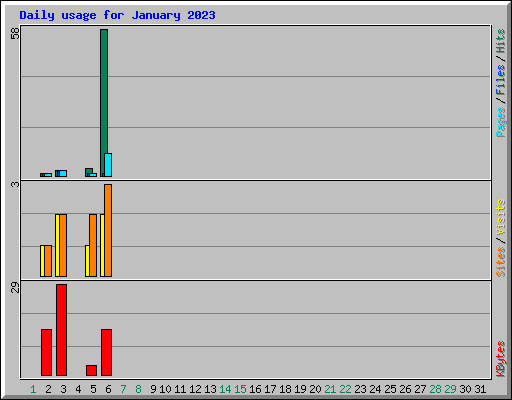 Daily usage for January 2023
58
3
29
Pages / Files / Hits
Sites / Visits
KBytes
1 2 3 4 5 6 7 8 9 10 11 12 13 14 15 16 17 18 19 20 21 22 23 24 25 26 27 28 29 30 31